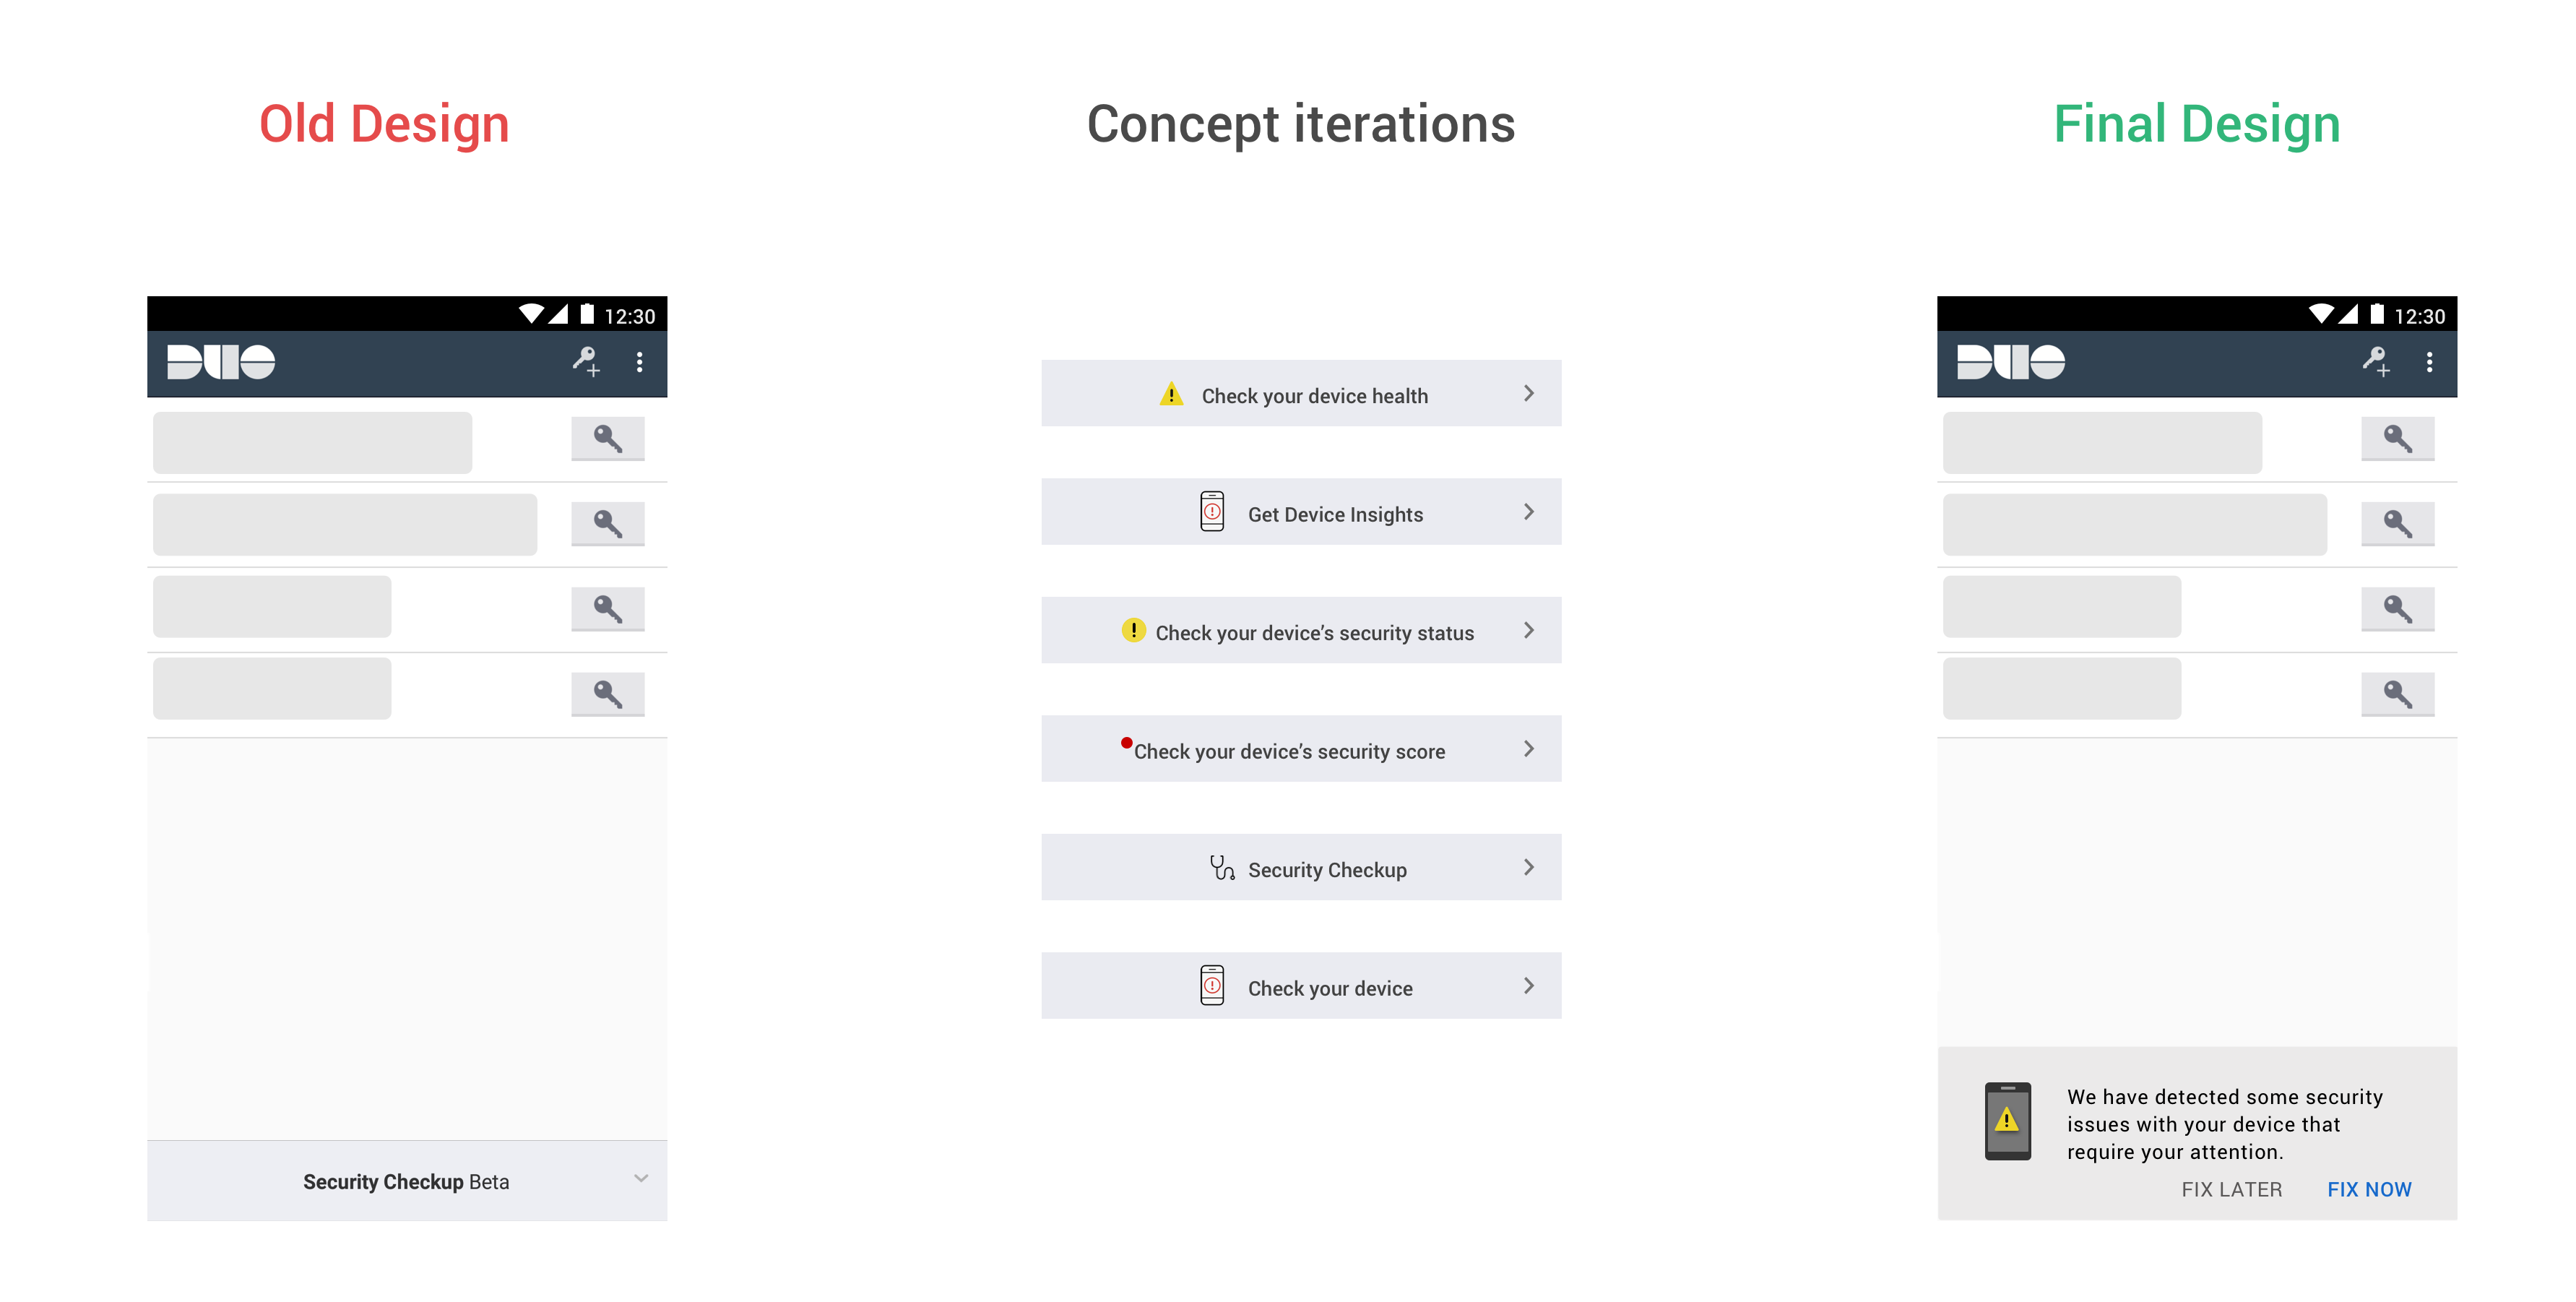 Old Design
Concept iterations
Final Design
12:30
DUO
Security Checkup Beta
Check your device health
Get Device Insights
Check your device’s security status
Check your device’s security score
Security Checkup
Check your device
12:30
DUO
We have detected some security
issues with your device that
require your attention.
FIX LATER FIX NOW